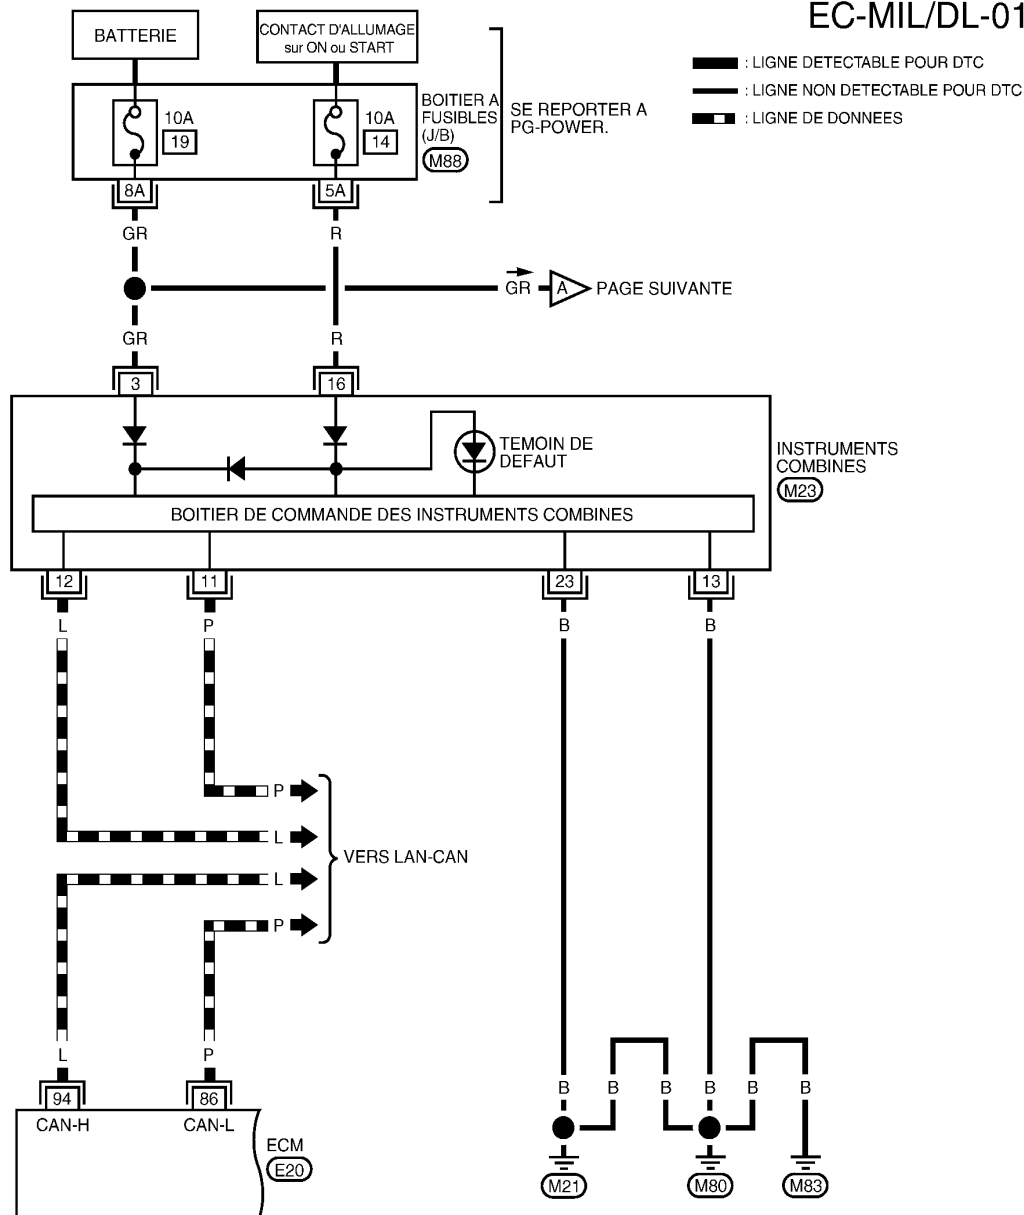 EC-MIL/DL-01
BATTERIE
CONTACT D'ALLUMAGE
sur ON ou START
: LIGNE DETECTABLE POUR DTC
: LIGNE NON DETECTABLE POUR DTC
: LIGNE DE DONNEES
10A
19
10A
14
BOITIER A
FUSIBLES
(J/B)
M88
SE REPORTER A
PG-POWER.
8A
5A
GR
R
GR
A
PAGE SUIVANTE
GR
R
3
16
TEMOIN DE
DEFAUT
INSTRUMENTS
COMBINES
M23
BOITIER DE COMMANDE DES INSTRUMENTS COMBINES
12
11
23
13
L
P
B
B
P
L
VERS LAN-CAN
L
P
L
P
B
B
B
B
B
B
94
86
CAN-H
CAN-L
ECM
E20
M21
M80
M83